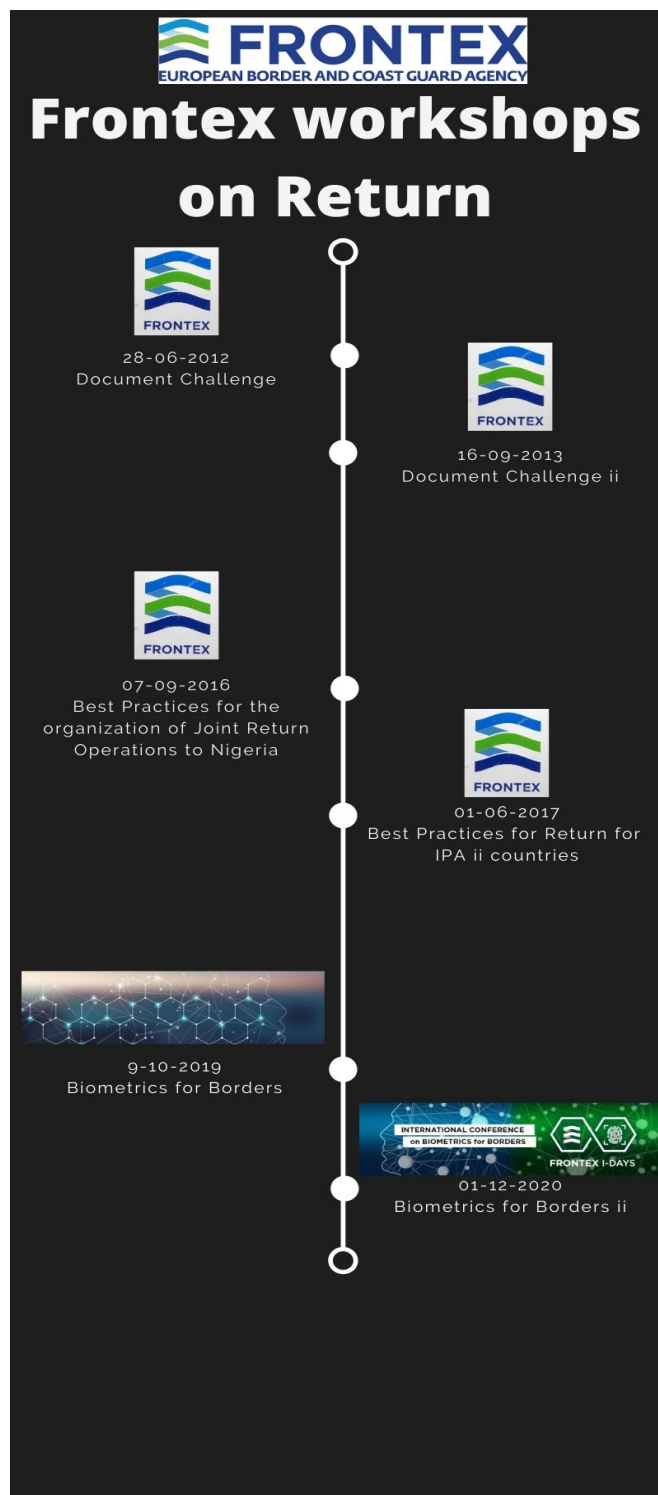 FRONTEX
EUROPEAN BORDER AND COAST GUARD AGENCY
Frontex workshops
on Return
FRONTEX
28-06-2012
Document Challenge
FRONTEX
16-09-2013
Document Challenge ii
FRONTEX
07-09-2016
Best Practices for the
organization of Joint Return
Operations to Nigeria
FRONTEX
01-06-2017
Best Practices for Return for
IPA ii countries
9-10-2019
Biometrics for Borders
INTERNATIONAL CONFERENCE
on BIOMETRICS for BORDERS
FRONTEX I-DAYS
01-12-2020
Biometrics for Borders ii